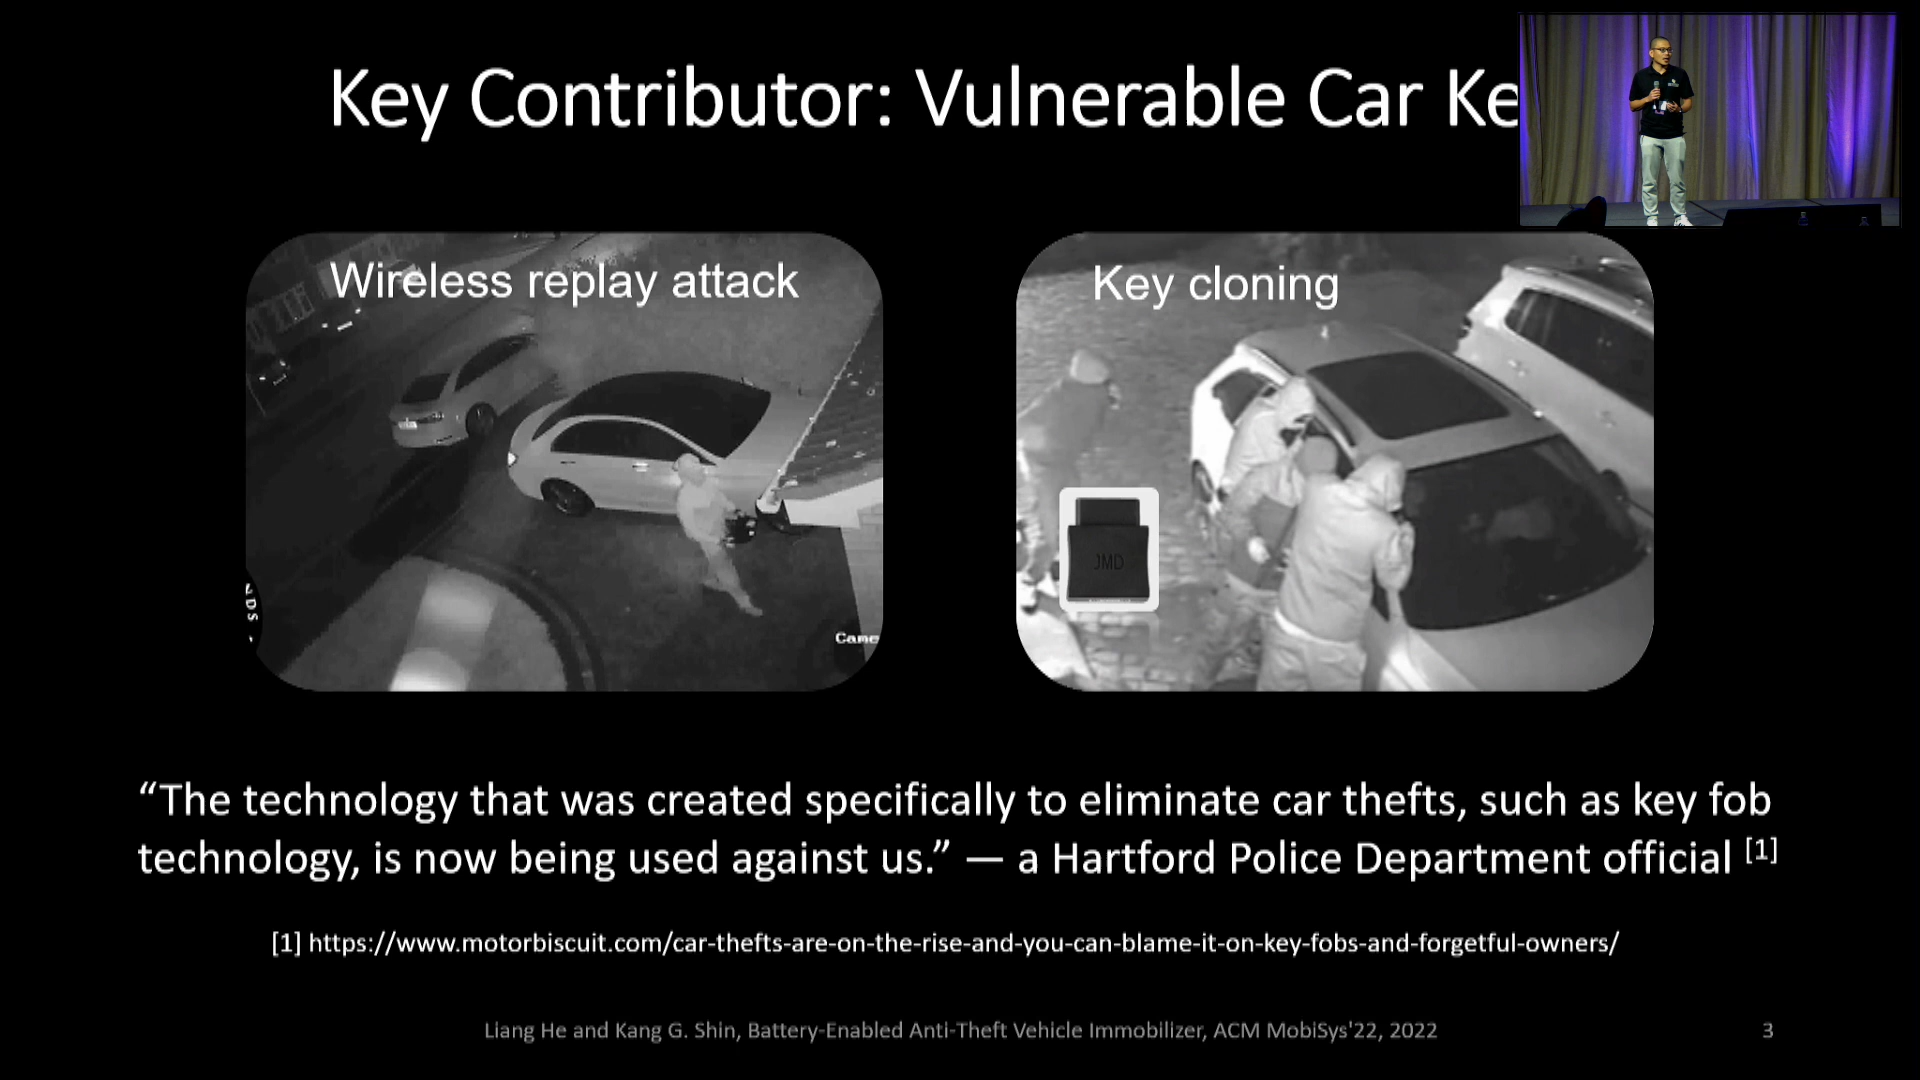 Key Contributor: Vulnerable Car Ke
Wireless replay attack
Key cloning
JMD
SDS
Came
“The technology that was created specifically to eliminate car thefts, such as key fob
technology, is now being used against us.” — a Hartford Police Department official [1]
[1] https://www.motorbiscuit.com/car-thefts-are-on-the-rise-and-you-can-blame-it-on-key-fobs-and-forgetful-owners/
Liang He and Kang G. Shin, Battery-Enabled Anti-Theft Vehicle Immobilizer, ACM MobiSys'22, 2022
3